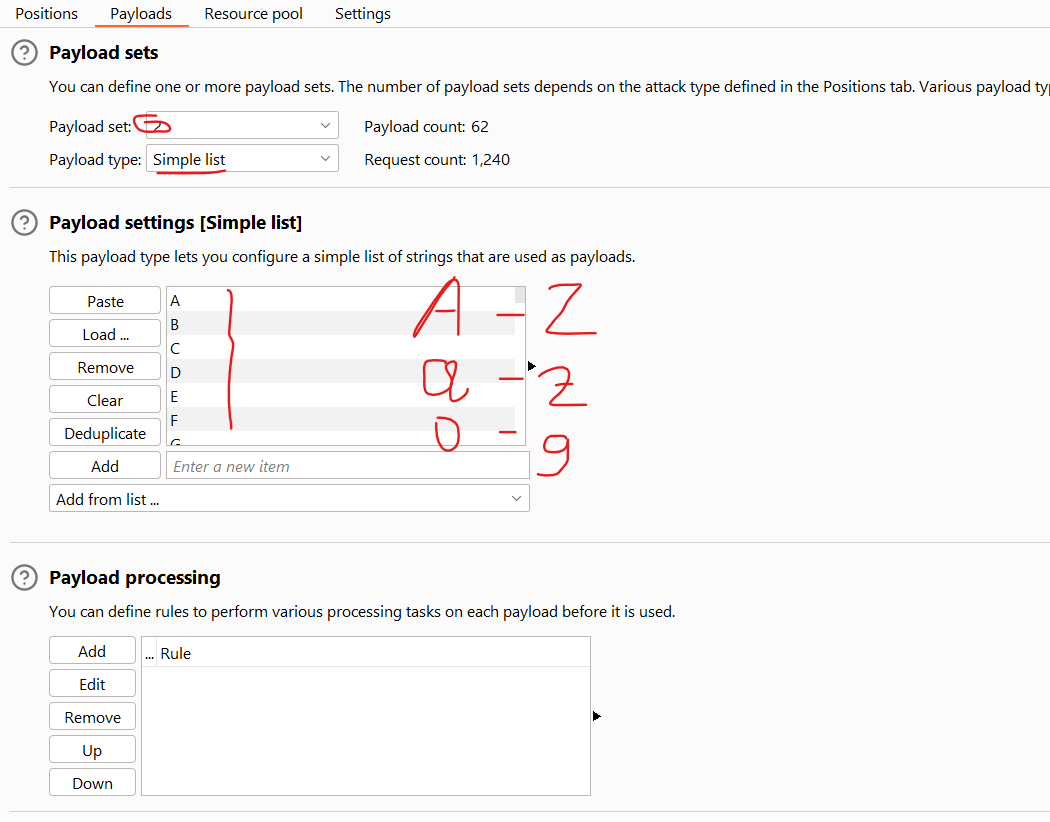 Positions Payloads Resource pool Settings
Payload sets
You can define one or more payload sets. The number of payload sets depends on the attack type defined in the Positions tab. Various payload ty
Payload set: 2
Payload count: 62
Payload type: Simple list
Request count: 1,240
Payload settings [Simple list]
This payload type lets you configure a simple list of strings that are used as payloads.
Paste
Load ...
Remove
Clear
Deduplicate
Add
A
B
C
D
E
F
G
A - Z
a - z
0 - 9
Enter a new item
Add from list ...
Payload processing
You can define rules to perform various processing tasks on each payload before it is used.
Add
Edit
Remove
Up
Down
... Rule